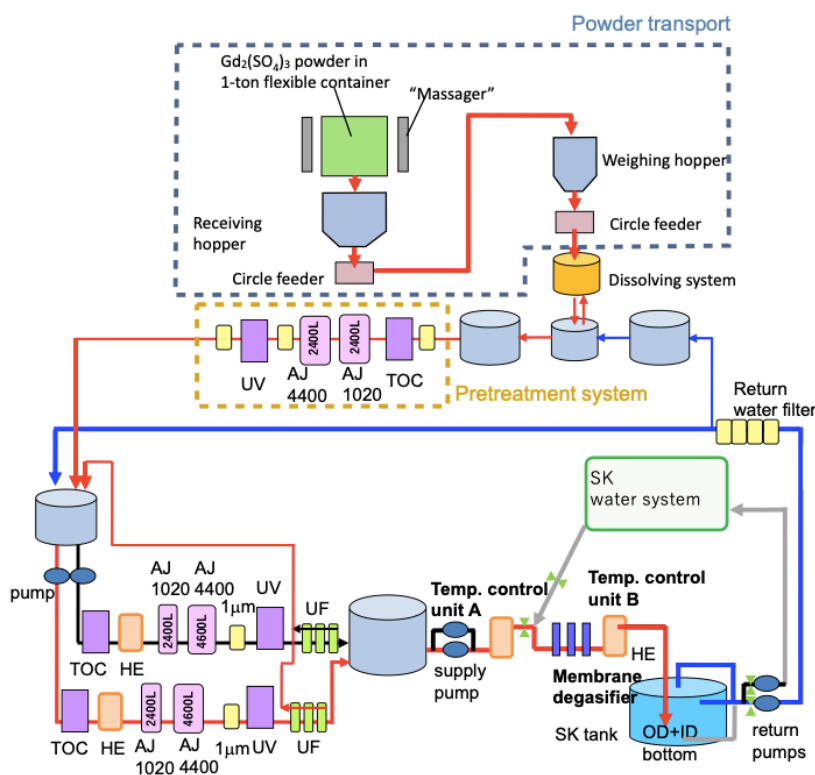 Powder transport
Gd₂(SO₄)₃ powder in
1-ton flexible container
“Massager”
Weighing hopper
Receiving
hopper
Circle feeder
Circle feeder
Dissolving system
2400L
2400L
UV
AJ
4400
AJ
1020
TOC
Pretreatment system
Return
water filter
SK
water system
pump
AJ
1020
AJ
4400
UV
1μm
UF
2400L
4600L
TOC
HE
Temp. control
unit A
Temp. control
unit B
supply
pump
HE
Membrane
degasifier
SK tank
OD+ID
bottom
return
pumps
2400L
4600L
TOC
HE
AJ
1020
AJ
4400
1μm
UV
UF